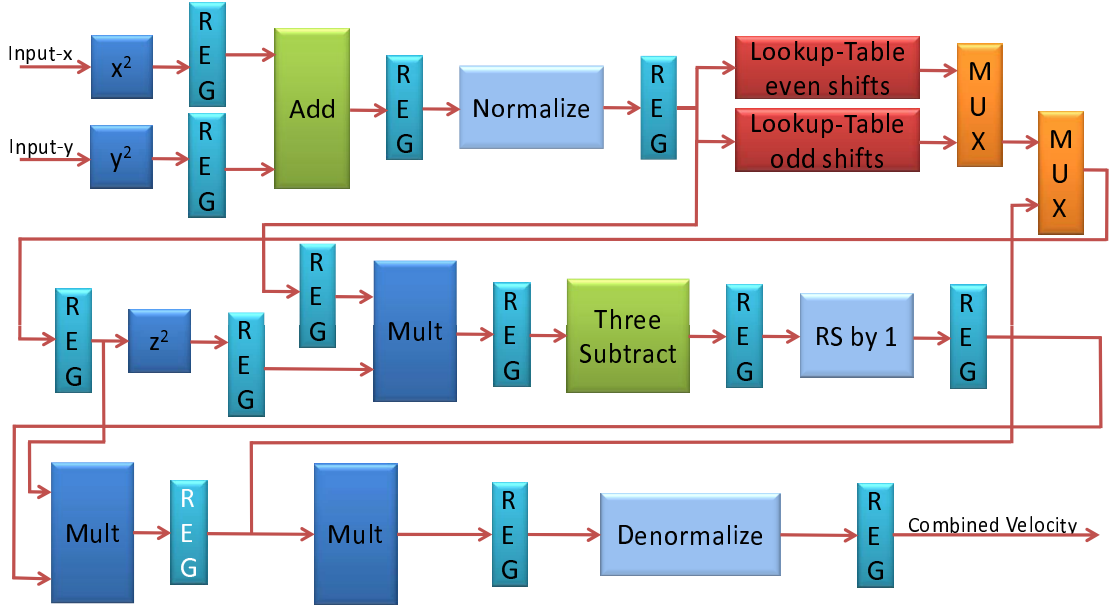 Input-x
x²
R
E
G
Add
R
E
G
Normalize
R
E
G
Lookup-Table
even shifts
M
U
X
Input-y
y²
R
E
G
Lookup-Table
odd shifts
M
U
X
R
E
G
z²
R
E
G
R
E
G
Mult
R
E
G
Three
Subtract
R
E
G
RS by 1
R
E
G
Mult
R
E
G
Mult
R
E
G
Denormalize
R
E
G
Combined Velocity